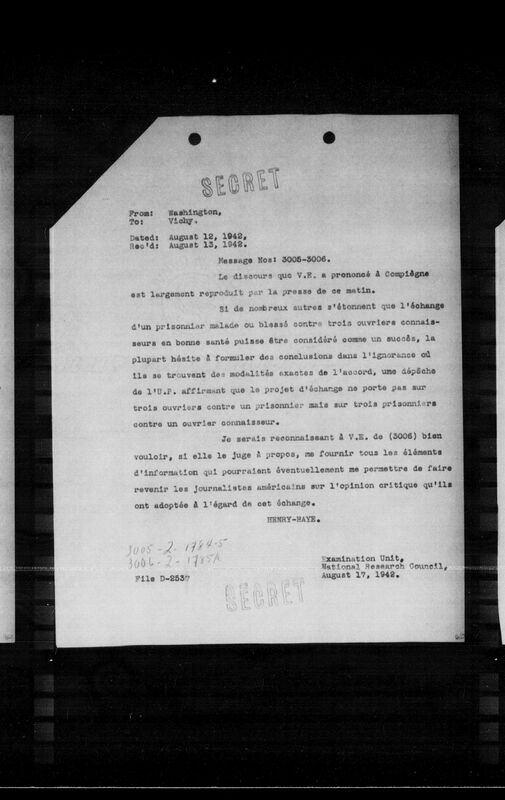 SECRET
From: Washington,
To: Vichy.
Dated: August 12, 1942,
Rec'd: August 13, 1942.
Message Nos: 3005-3006.
Le discours que V.E. a prononcé à Compiègne
est largement reproduit par la presse de ce matin.
Si de nombreux autres s'étonnent que l'échange
d'un prisonnier malade ou blessé contre trois ouvriers connais-
seurs en bonne santé puisse être considéré comme un succès, la
plupart hésite à formuler des conclusions dans l'ignorance où
ils se trouvent des modalités exactes de l'accord, une dépêche
de l'U.P. affirmant que le projet d'échange ne porte pas sur
trois ouvriers contre un prisonnier mais sur trois prisonniers
contre un ouvrier connaisseur.
Je serais reconnaissant à V.E. de (3006) bien
vouloir, si elle le juge à propos, me fournir tous les éléments
d'information qui pourraient éventuellement me permettre de faire
revenir les journalistes américains sur l'opinion critique qu'ils
ont adoptée à l'égard de cet échange.
HENRY-HAYE.
3005-2-1784-5
3006-2-1785A
Examination Unit,
National Research Council,
File D-2537
August 17, 1942.
SECRET